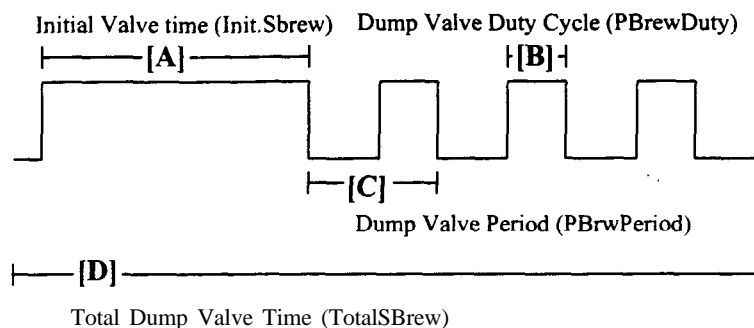 Initial Valve time (Init.Sbrew) Dump Valve Duty Cycle (PBrewDuty)
[A] [B]
[C]
Dump Valve Period (PBrwPeriod)
[D]
Total Dump Valve Time (TotalSBrew)